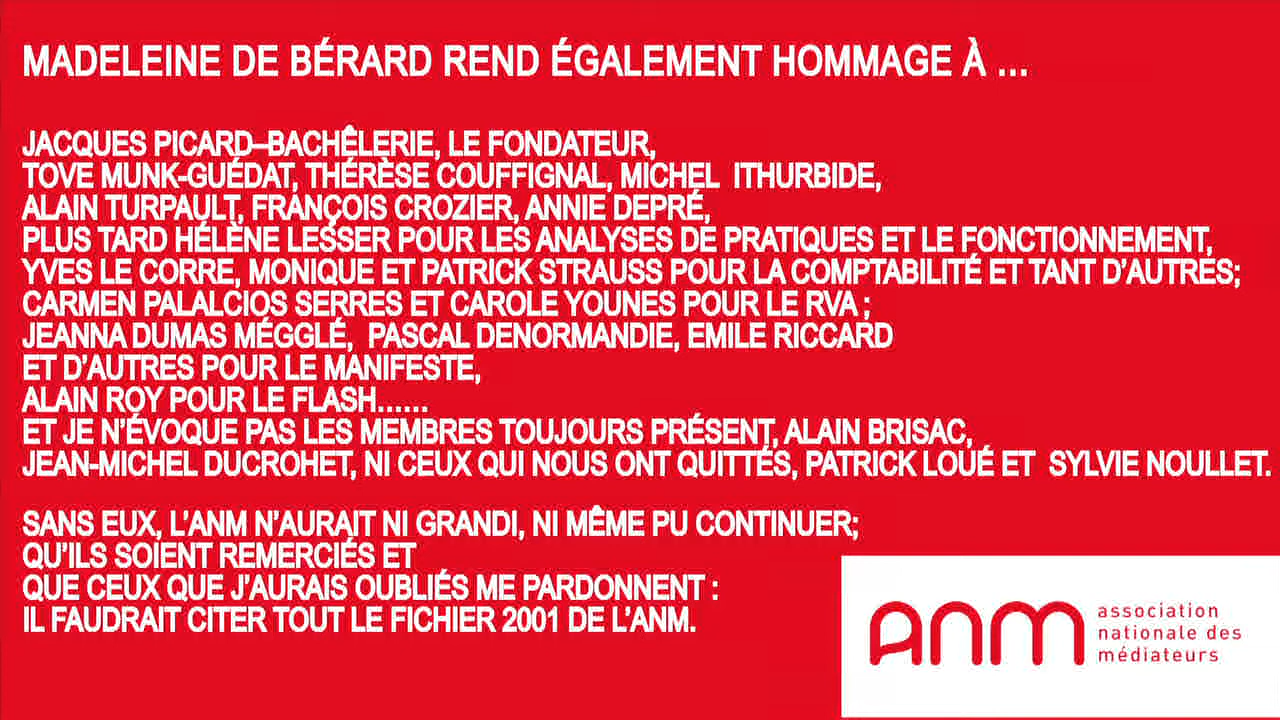 MADELEINE DE BÉRARD REND ÉGALEMENT HOMMAGE À ...
JACQUES PICARD–BACHÊLERIE, LE FONDATEUR,
TOVE MUNK-GUÉDAT, THÉRÈSE COUFFIGNAL, MICHEL ITHURBIDE,
ALAIN TURPAULT, FRANÇOIS CROZIER, ANNIE DEPRÉ,
PLUS TARD HÉLÈNE LESSER POUR LES ANALYSES DE PRATIQUES ET LE FONCTIONNEMENT,
YVES LE CORRE, MONIQUE ET PATRICK STRAUSS POUR LA COMPTABILITÉ ET TANT D'AUTRES;
CARMEN PALALCIOS SERRES ET CAROLE YOUNES POUR LE RVA ;
JEANNA DUMAS MÉGGLÉ, PASCAL DENORMANDIE, EMILE RICCARD
ET D'AUTRES POUR LE MANIFESTE,
ALAIN ROY POUR LE FLASH......
ET JE N'ÉVOQUE PAS LES MEMBRES TOUJOURS PRÉSENT, ALAIN BRISAC,
JEAN-MICHEL DUCROHET, NI CEUX QUI NOUS ONT QUITTÉS, PATRICK LOUÉ ET SYLVIE NOULLET.
SANS EUX, L'ANM N'AURAIT NI GRANDI, NI MÊME PU CONTINUER;
QU'ILS SOIENT REMERCIÉS ET
QUE CEUX QUE J'AURAIS OUBLIÉS ME PARDONNENT :
IL FAUDRAIT CITER TOUT LE FICHIER 2001 DE L'ANM.
anm
association
nationale des
médiateurs